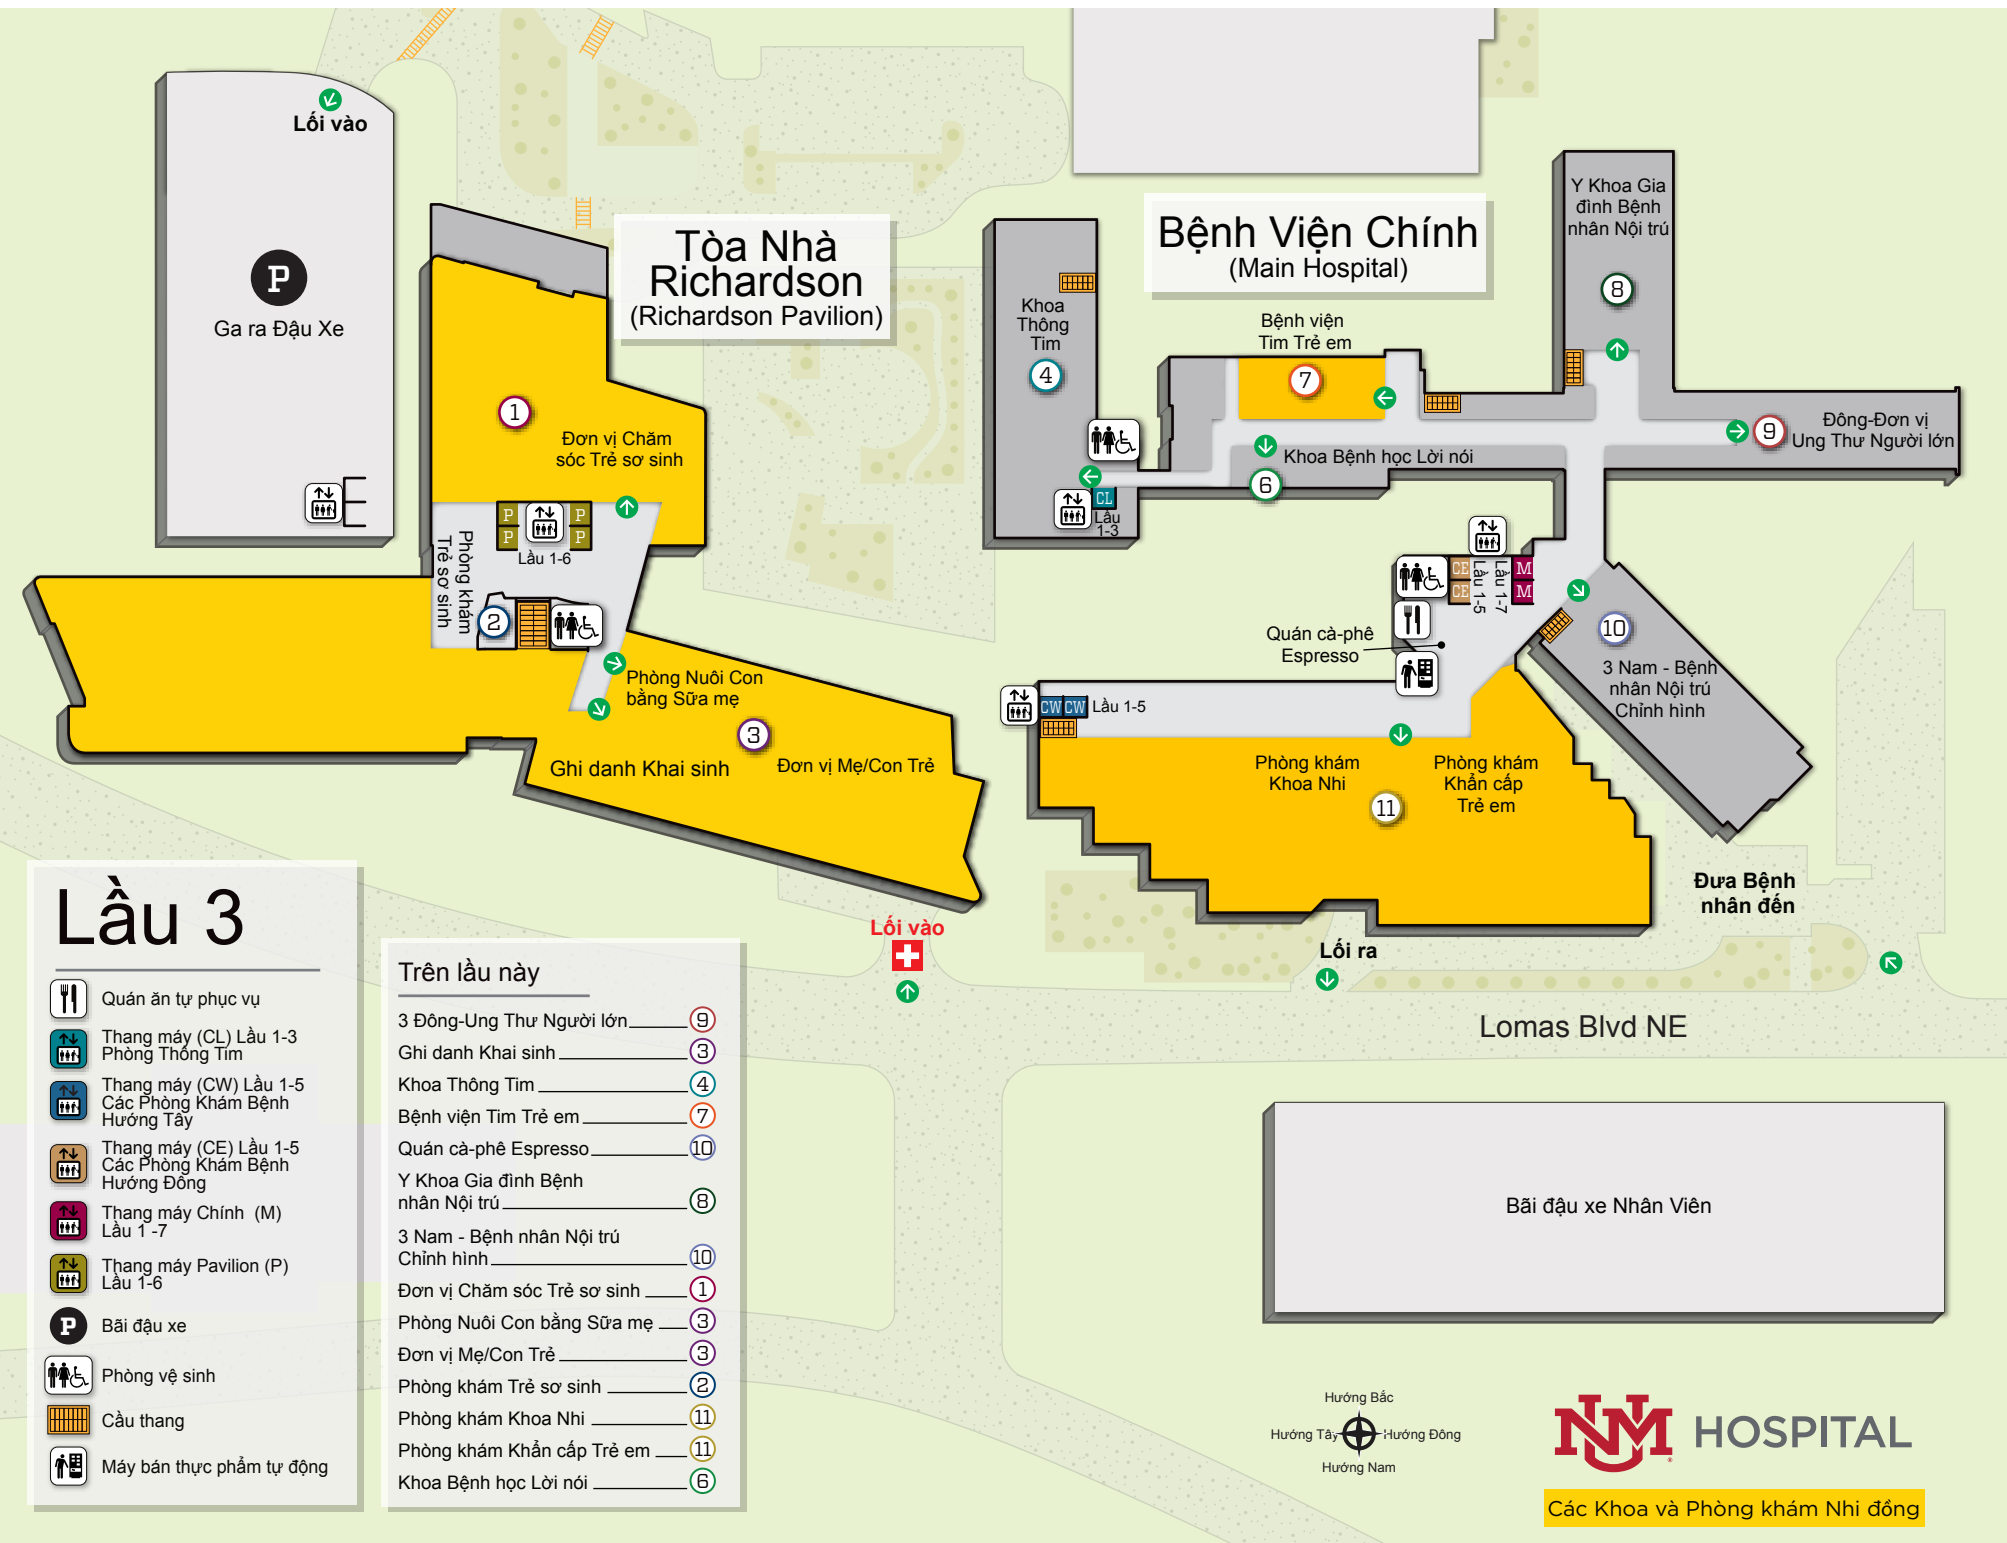 Lối vào
P
Ga ra Đậu Xe
Tòa Nhà
Richardson
(Richardson Pavilion)
1
Đơn vị Chăm
sóc Trẻ sơ sinh
P
P
P
P
Lầu 1-6
Phòng khám
Trẻ sơ sinh
2
Phòng Nuôi Con
bằng Sữa mẹ
3
Ghi danh Khai sinh
Đơn vị Mẹ/Con Trẻ
Bệnh Viện Chính
(Main Hospital)
Khoa
Thông
Tim
4
CL
Lầu
1-3
Bệnh viện
Tim Trẻ em
7
Khoa Bệnh học Lời nói
6
Y Khoa Gia
đình Bệnh
nhân Nội trú
8
9
Đông-Đơn vị
Ung Thư Người lớn
CE
CE
Lầu 1-5
Lầu 1-7
M
M
Quán cà-phê
Espresso
10
3 Nam - Bệnh
nhân Nội trú
Chỉnh hình
CW CW Lầu 1-5
Phòng khám
Khoa Nhi
11
Phòng khám
Khẩn cấp
Trẻ em
Đưa Bệnh
nhân đến
Lối vào
Lối ra
Lomas Blvd NE
Bãi đậu xe Nhân Viên
Lầu 3
Quán ăn tự phục vụ
Thang máy (CL) Lầu 1-3
Phòng Thông Tim
Thang máy (CW) Lầu 1-5
Các Phòng Khám Bệnh
Hướng Tây
Thang máy (CE) Lầu 1-5
Các Phòng Khám Bệnh
Hướng Đông
Thang máy Chính (M)
Lầu 1 -7
Thang máy Pavilion (P)
Lầu 1-6
P Bãi đậu xe
Phòng vệ sinh
Cầu thang
Máy bán thực phẩm tự động
Trên lầu này
3 Đông-Ung Thư Người lớn 9
Ghi danh Khai sinh 3
Khoa Thông Tim 4
Bệnh viện Tim Trẻ em 7
Quán cà-phê Espresso 10
Y Khoa Gia đình Bệnh
nhân Nội trú 8
3 Nam - Bệnh nhân Nội trú
Chỉnh hình 10
Đơn vị Chăm sóc Trẻ sơ sinh 1
Phòng Nuôi Con bằng Sữa mẹ 3
Đơn vị Mẹ/Con Trẻ 3
Phòng khám Trẻ sơ sinh 2
Phòng khám Khoa Nhi 11
Phòng khám Khẩn cấp Trẻ em 11
Khoa Bệnh học Lời nói 6
Hướng Bắc
Hướng Tây
Hướng Đông
Hướng Nam
UNM HOSPITAL
Các Khoa và Phòng khám Nhi đồng